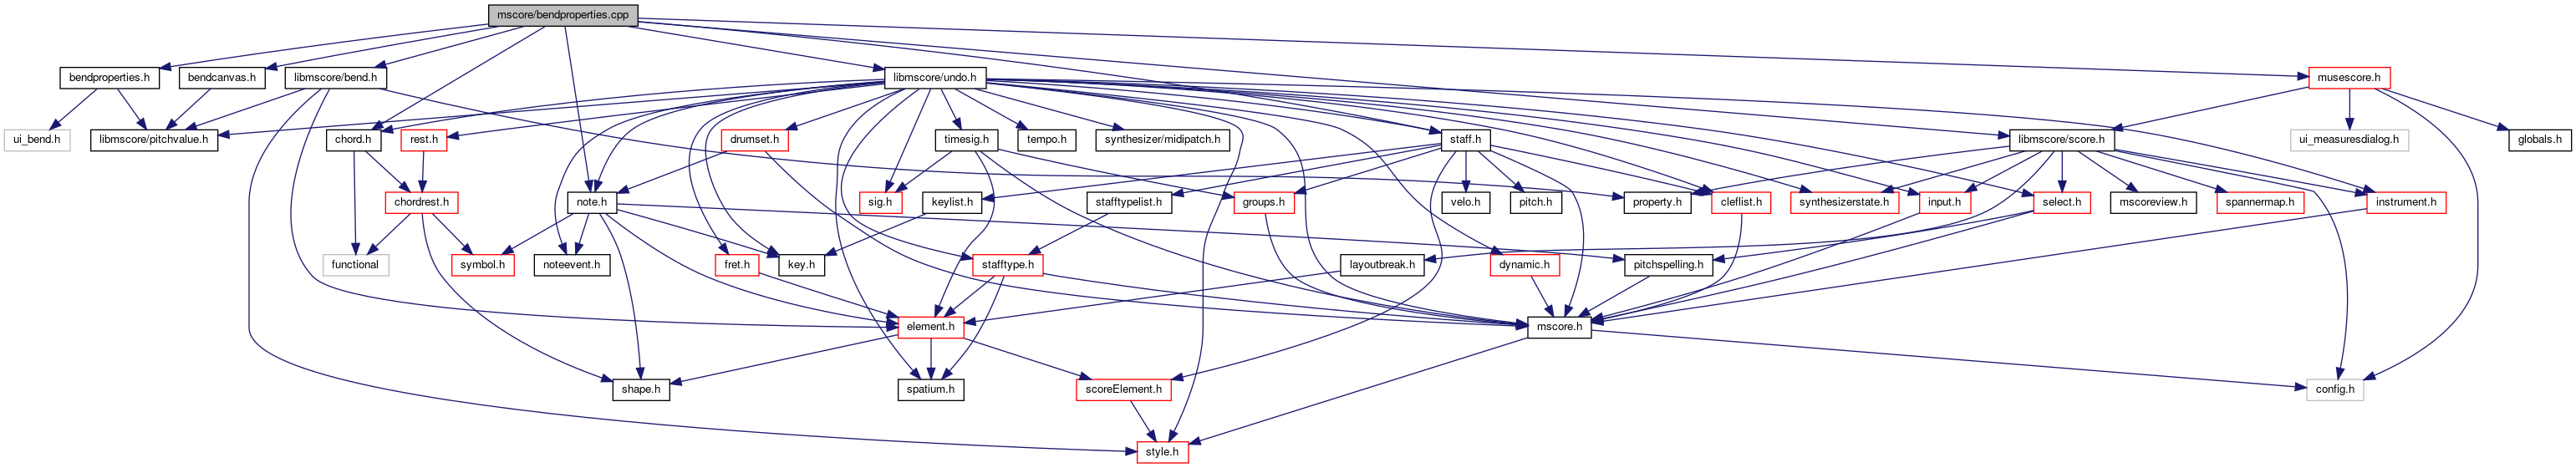 mscore/bendproperties.cpp
bendproperties.h
bendcanvas.h
libmscore/bend.h
libmscore/undo.h
musescore.h
ui_bend.h
libmscore/pitchvalue.h
chord.h
rest.h
drumset.h
timesig.h
tempo.h
synthesizer/midipatch.h
staff.h
libmscore/score.h
ui_measuresdialog.h
globals.h
chordrest.h
note.h
sig.h
keylist.h
stafftypelist.h
groups.h
velo.h
pitch.h
property.h
cleflist.h
synthesizerstate.h
input.h
select.h
mscoreview.h
spannermap.h
instrument.h
functional
symbol.h
noteevent.h
fret.h
key.h
stafftype.h
layoutbreak.h
dynamic.h
pitchspelling.h
element.h
mscore.h
shape.h
spatium.h
scoreElement.h
config.h
style.h